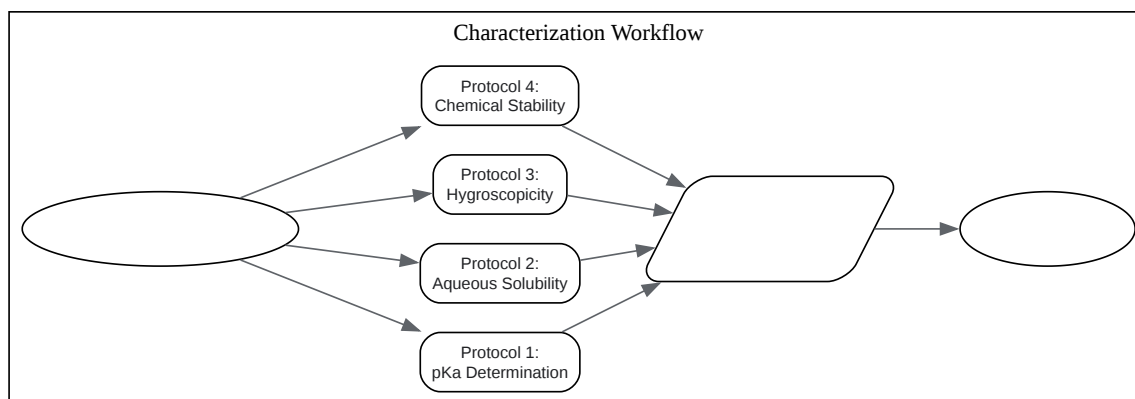 Characterization Workflow
Protocol 4:
Chemical Stability
Protocol 3:
Hygroscopicity
Protocol 2:
Aqueous Solubility
Protocol 1:
pKa Determination